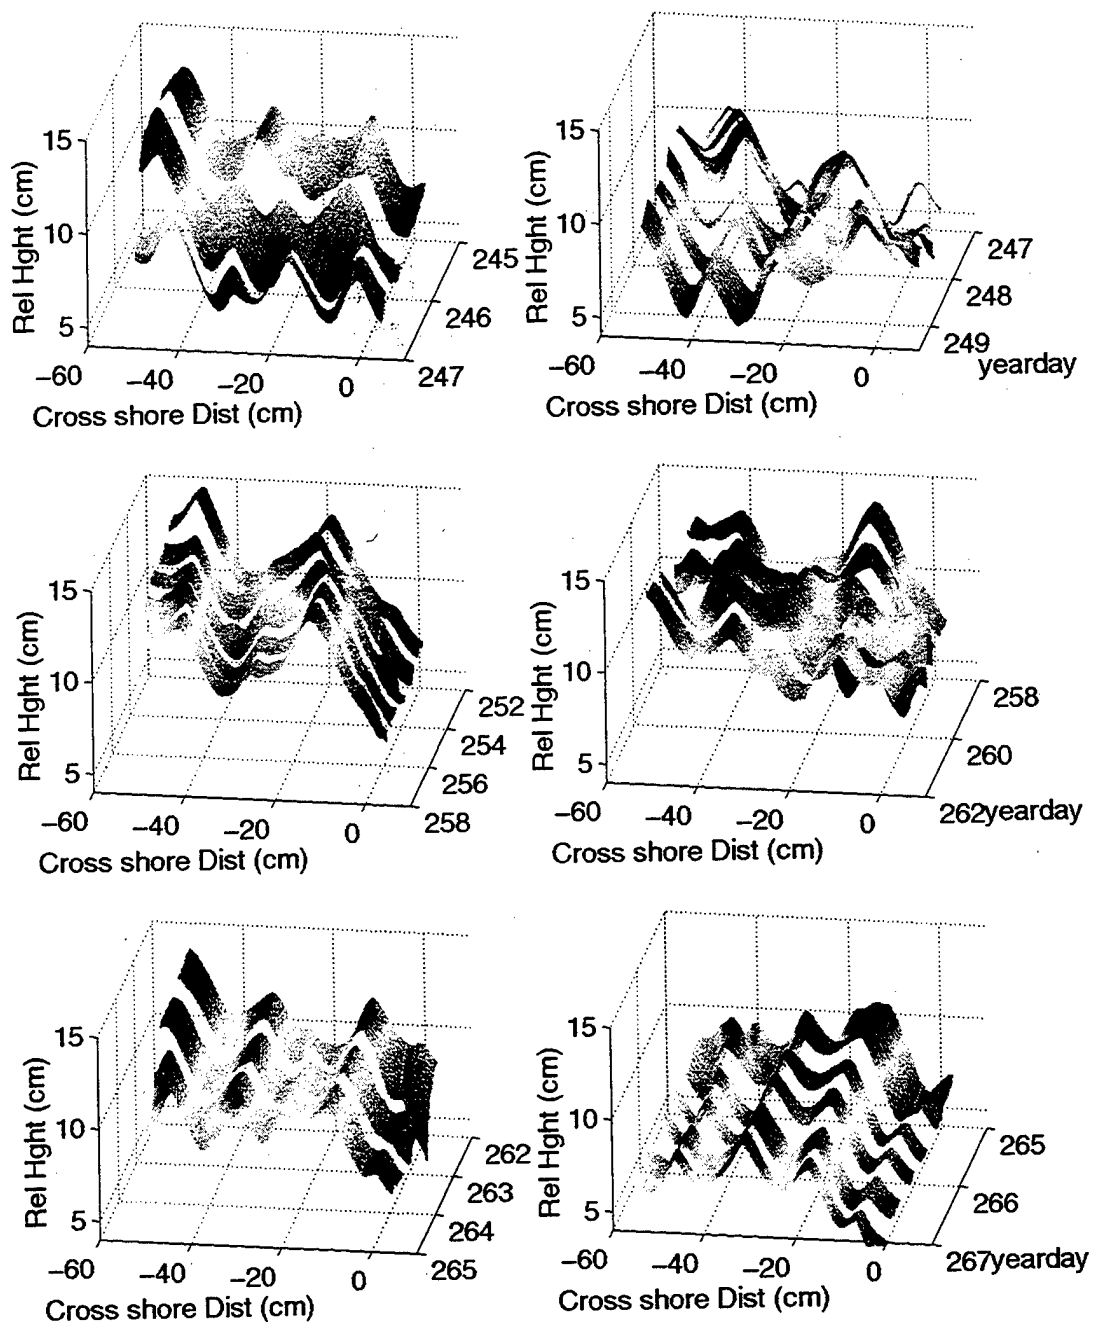 15
10
5
Rel Hght (cm)
−60 −40 −20 0
Cross shore Dist (cm)
245
246
247
15
10
5
Rel Hght (cm)
−60 −40 −20 0
Cross shore Dist (cm)
247
248
249
yearday
15
10
5
Rel Hght (cm)
−60 −40 −20 0
Cross shore Dist (cm)
252
254
256
258
15
10
5
Rel Hght (cm)
−60 −40 −20 0
Cross shore Dist (cm)
258
260
262yearday
15
10
5
Rel Hght (cm)
−60 −40 −20 0
Cross shore Dist (cm)
262
263
264
265
15
10
5
Rel Hght (cm)
−60 −40 −20 0
Cross shore Dist (cm)
265
266
267yearday